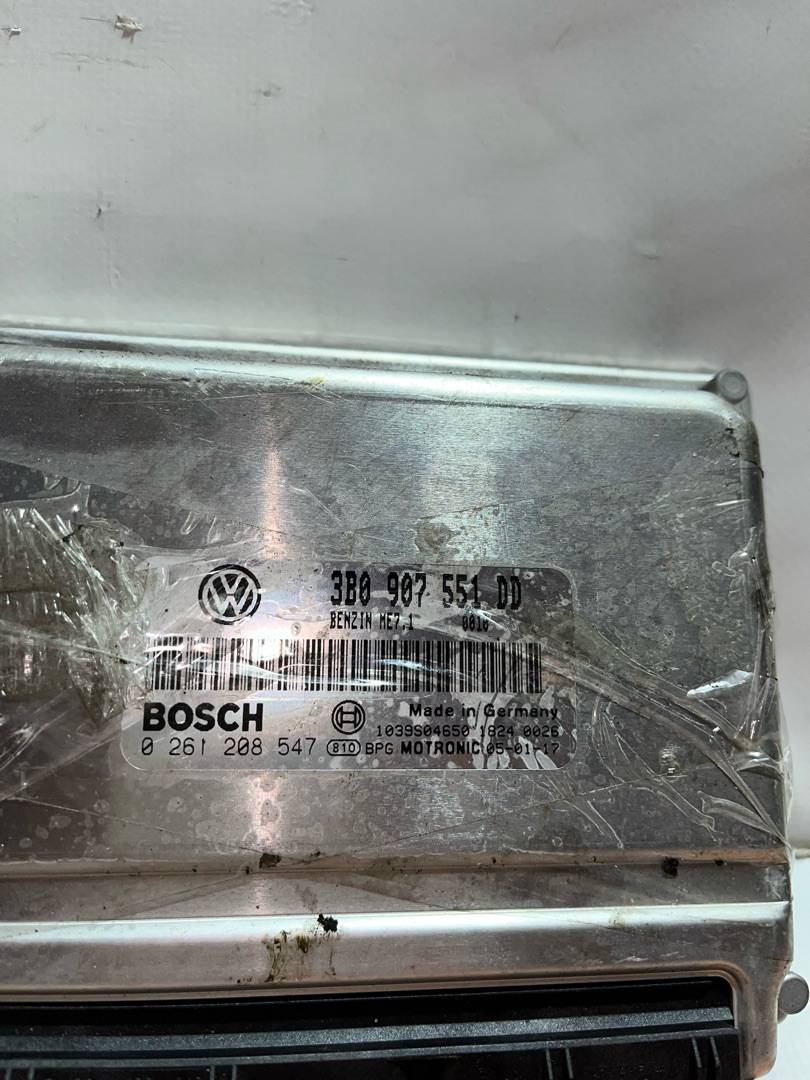 3B0 907 551 DD
BENZIN ME7.1 0010
BOSCH Made in Germany
1039S04650 1824 0026
0 261 208 547 810 BPG MOTRONIC 05-01-17